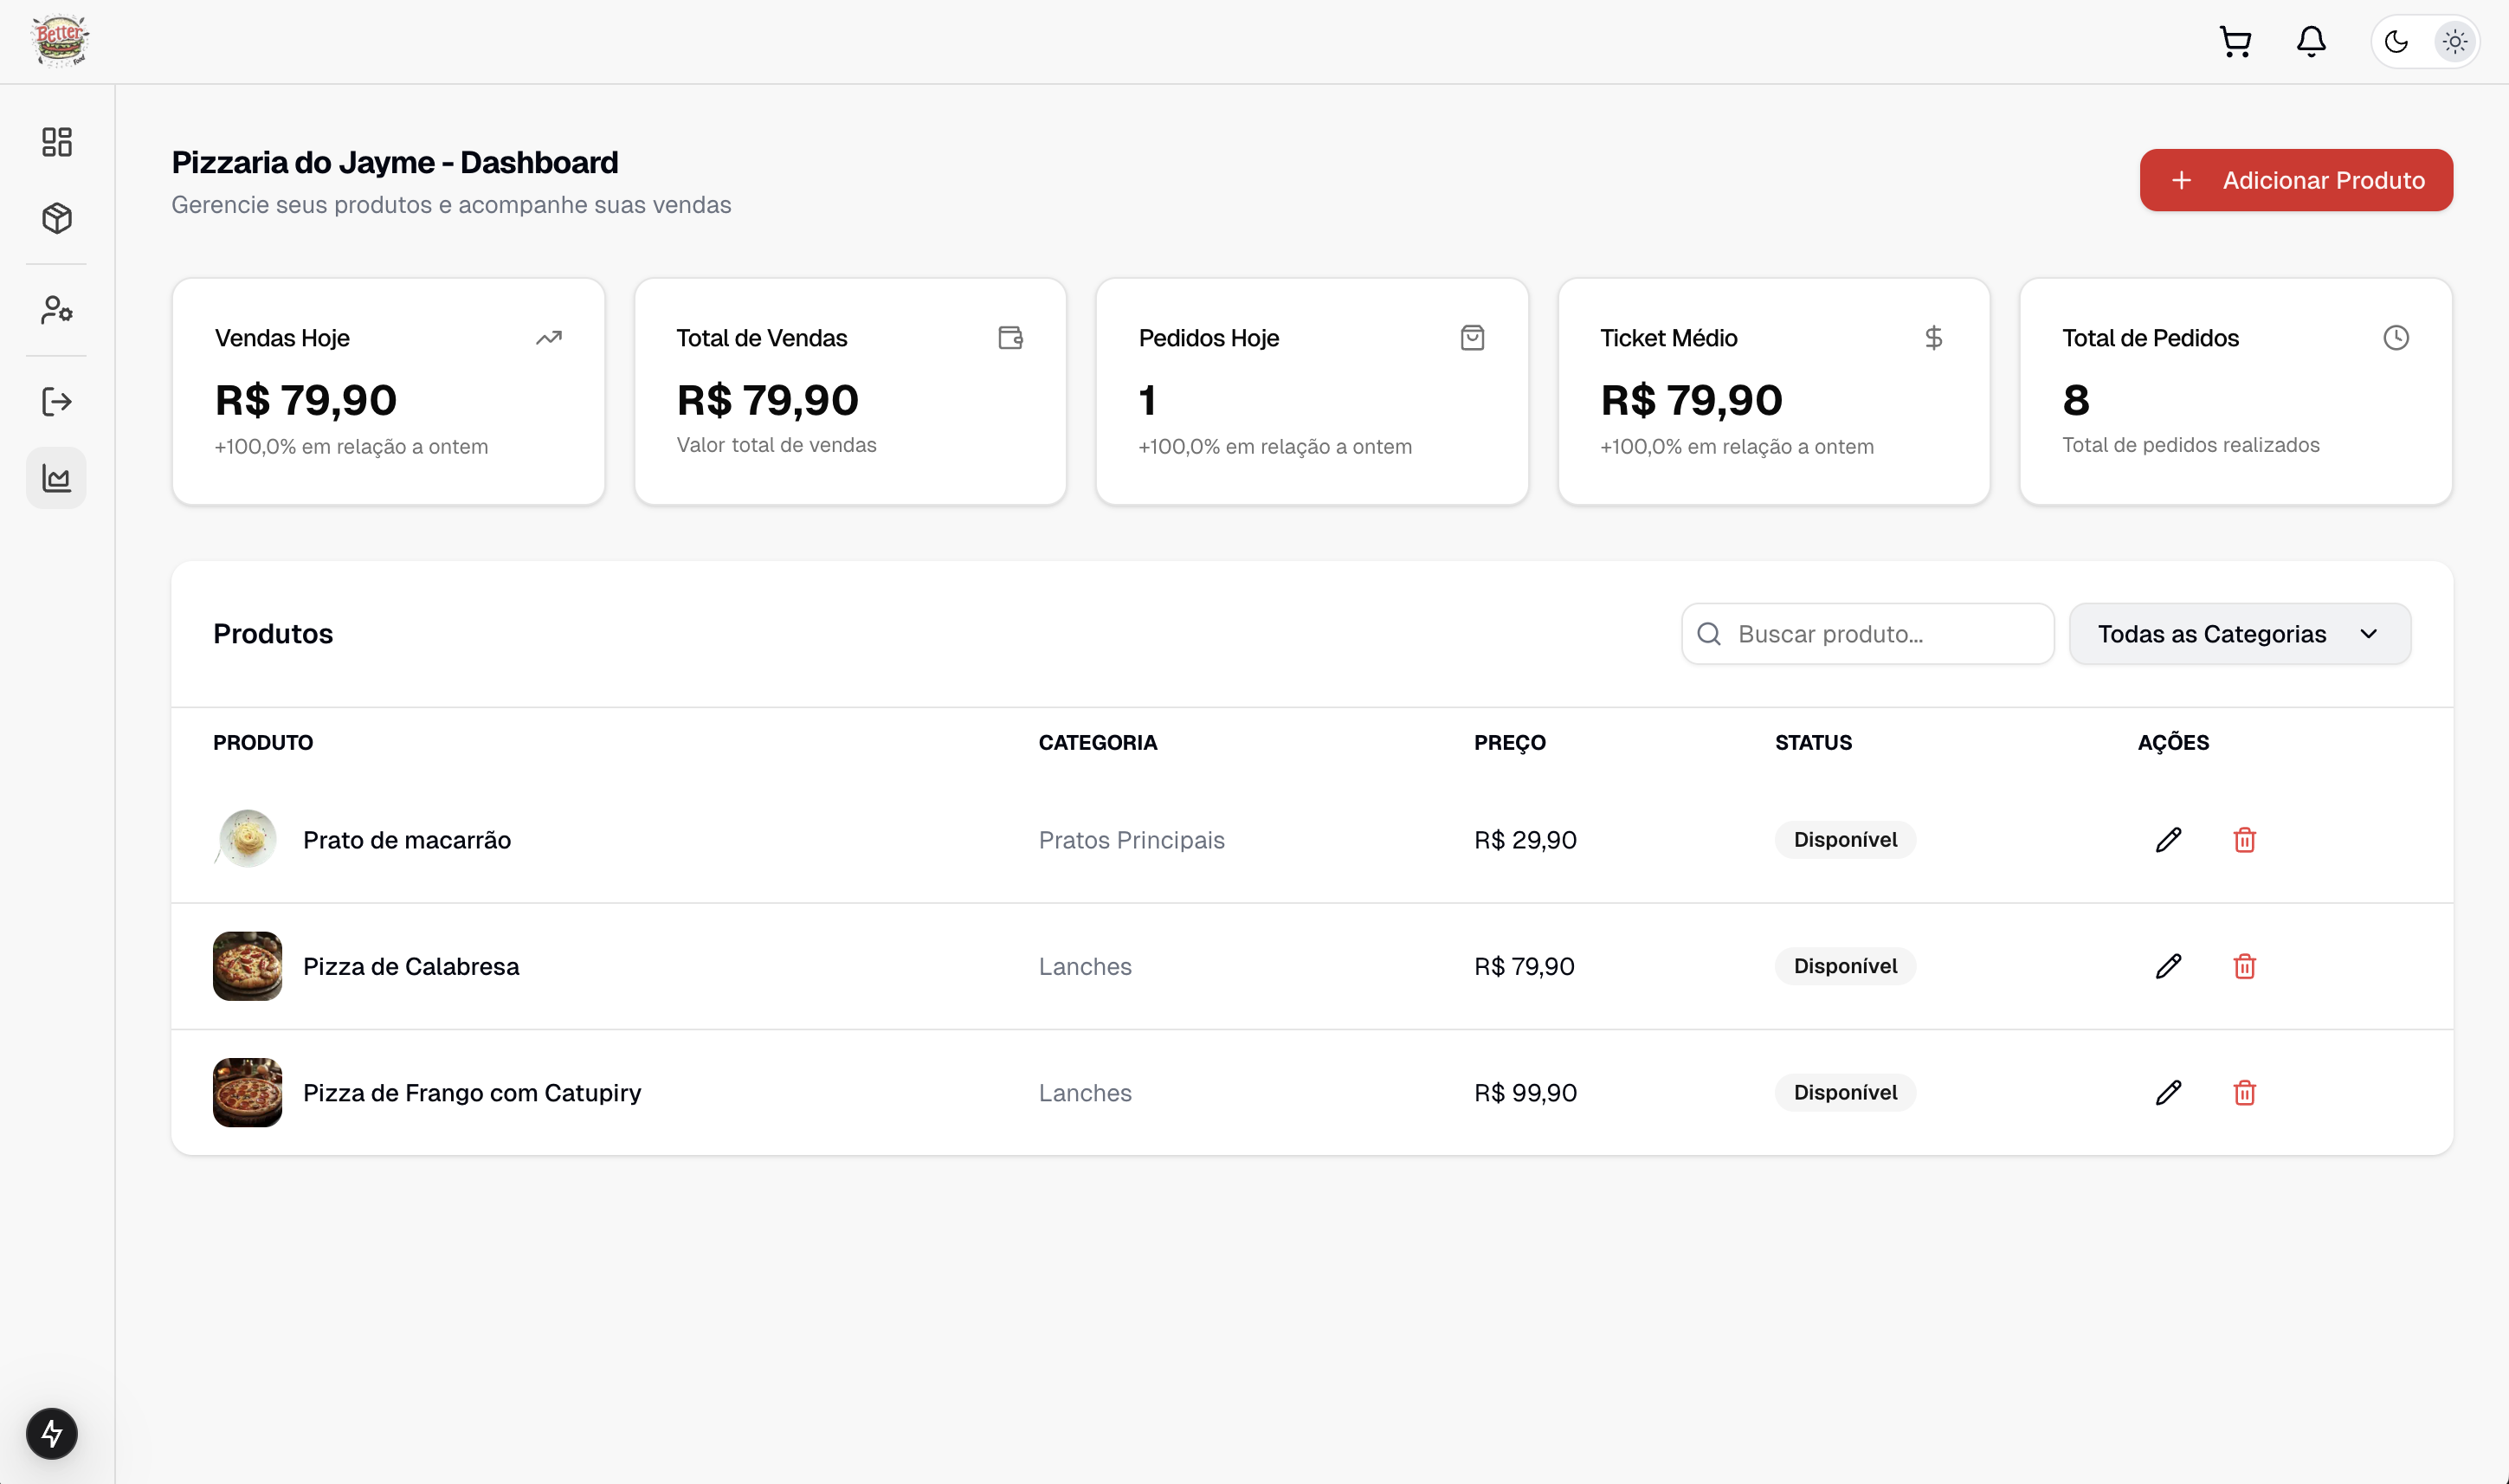 Better
Food
Pizzaria do Jayme - Dashboard
Gerencie seus produtos e acompanhe suas vendas
Adicionar Produto
Vendas Hoje
R$ 79,90
+100,0% em relação a ontem
Total de Vendas
R$ 79,90
Valor total de vendas
Pedidos Hoje
1
+100,0% em relação a ontem
Ticket Médio
R$ 79,90
+100,0% em relação a ontem
Total de Pedidos
8
Total de pedidos realizados
Produtos
Buscar produto...
Todas as Categorias
PRODUTO CATEGORIA PREÇO STATUS AÇÕES
Prato de macarrão Pratos Principais R$ 29,90 Disponível
Pizza de Calabresa Lanches R$ 79,90 Disponível
Pizza de Frango com Catupiry Lanches R$ 99,90 Disponível